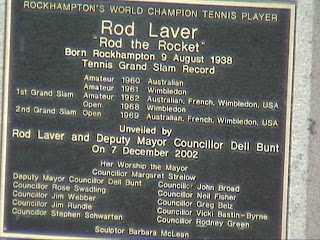 ROCKHAMPTON'S WORLD CHAMPION TENNIS PLAYER
Rod Laver
"Rod the Rocket"
Born Rockhampton 9 August 1938
Tennis Grand Slam Record
Amateur 1960 Australian
Amateur 1961 Wimbledon
1st Grand Slam Amateur 1962 Australian, French, Wimbledon, USA
Open 1968 Wimbledon
2nd Grand Slam Open 1969 Australian, French, Wimbledon, USA
Unveiled by
Rod Laver and Deputy Mayor Councillor Dell Bunt
On 7 December 2002
Her Worship the Mayor
Councillor Margaret Strelow
Deputy Mayor Councillor Dell Bunt Councillor John Broad
Councillor Rose Swadling Councillor Neil Fisher
Councillor Jim Webber Councillor Greg Belz
Councillor Jim Rundle Councillor Vicki Bastin-Byrne
Councillor Stephen Schwarten Councillor Rodney Green
Sculptor Barbara McLean